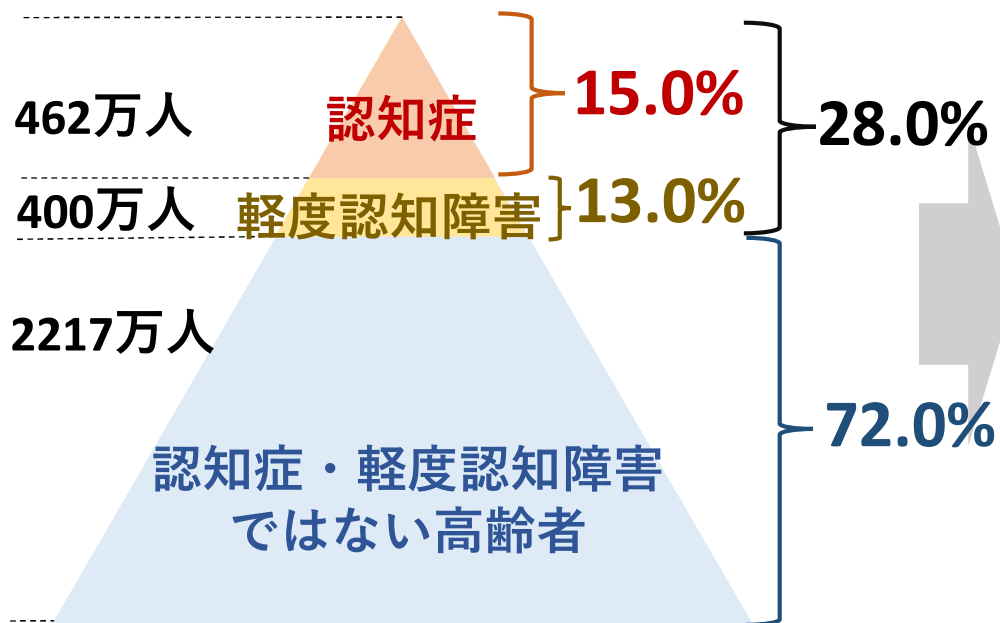 462万人
認知症
15.0%
28.0%
400万人
軽度認知障害
13.0%
2217万人
72.0%
認知症・軽度認知障害
ではない高齢者